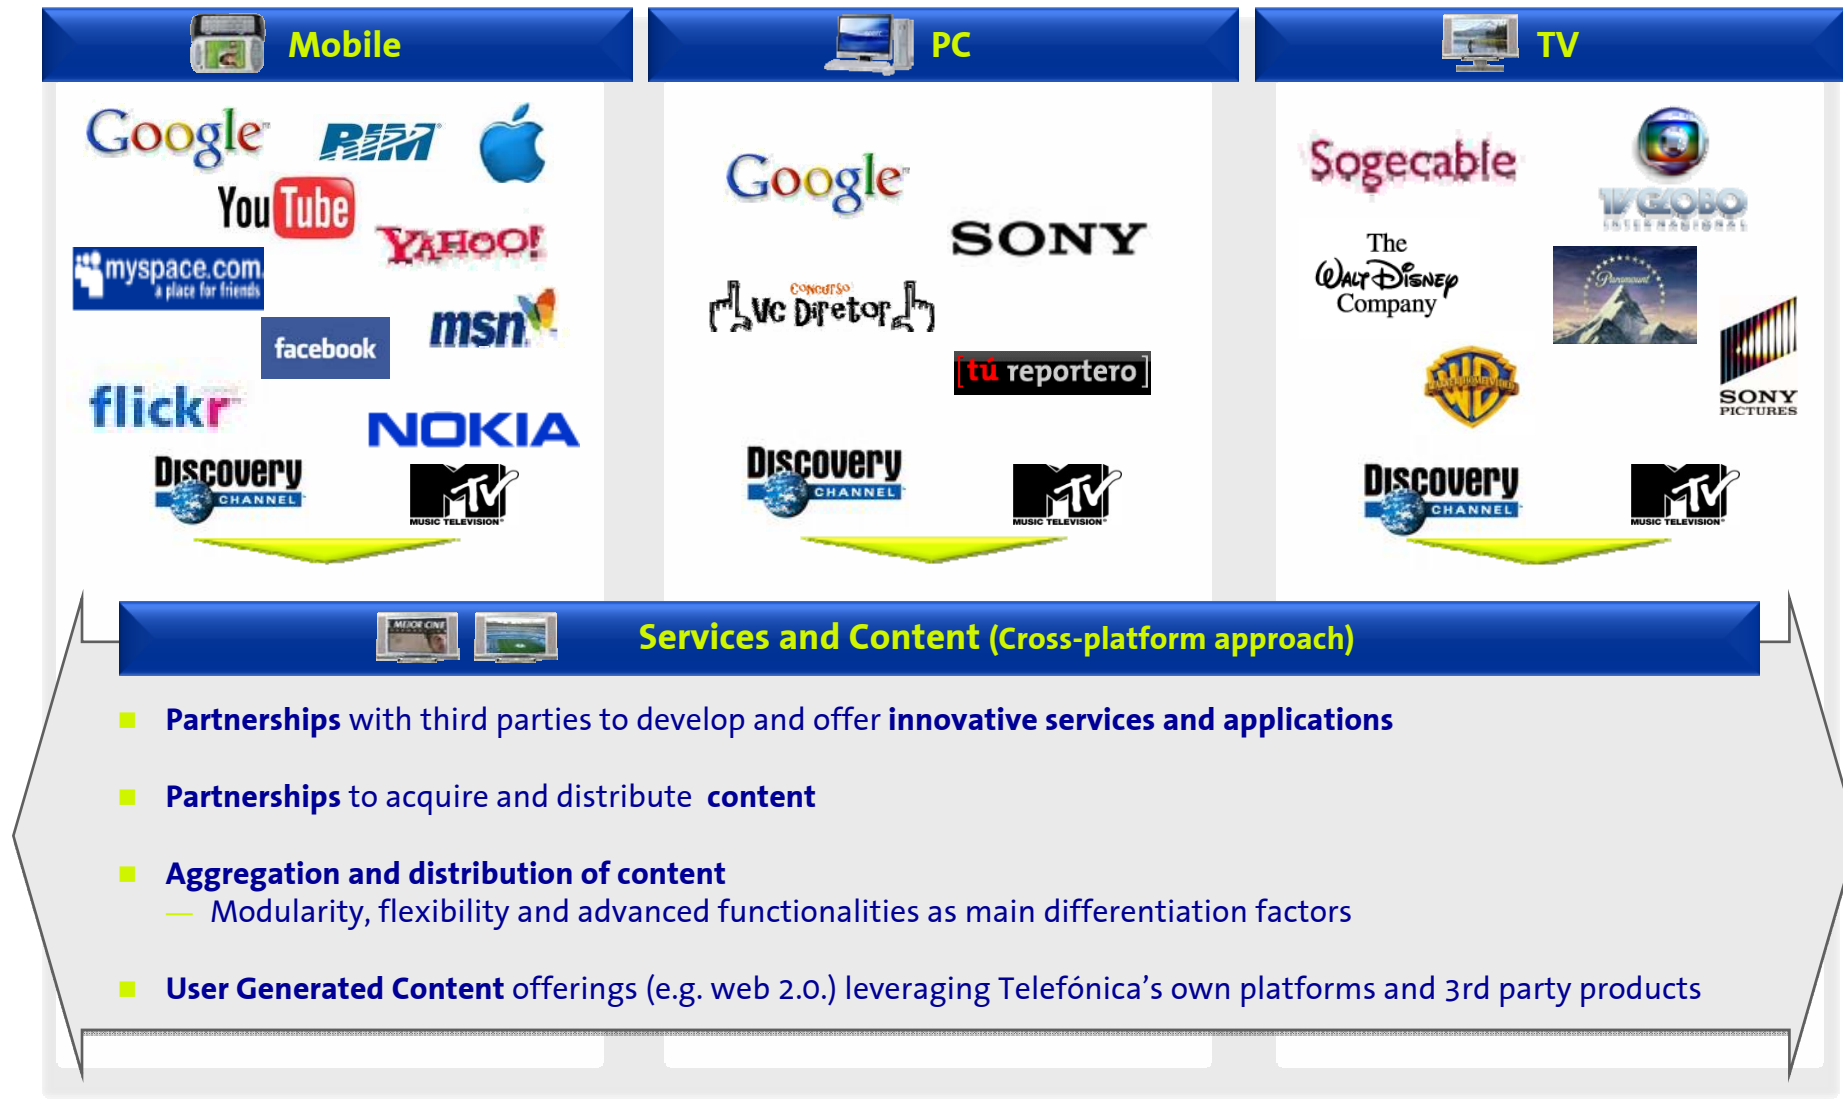 Mobile
Google
RIM
YouTube
YAHOO!
myspace.com
a place for friends
msn
facebook
flickr
NOKIA
DISCOVERY
CHANNEL
MTV
MUSIC TELEVISION
PC
Google
SONY
CONCURSO
Vc Diretor
[tú reportero]
DISCOVERY
CHANNEL
MTV
MUSIC TELEVISION
TV
Sogecable
TV GLOBO
INTERNACIONAL
The
WALT DISNEY
Company
Paramount
WB
SONY
PICTURES
DISCOVERY
CHANNEL
MTV
MUSIC TELEVISION
MEJOR CINE
Services and Content (Cross-platform approach)
Partnerships with third parties to develop and offer innovative services and applications
Partnerships to acquire and distribute content
Aggregation and distribution of content
— Modularity, flexibility and advanced functionalities as main differentiation factors
User Generated Content offerings (e.g. web 2.0.) leveraging Telefónica's own platforms and 3rd party products